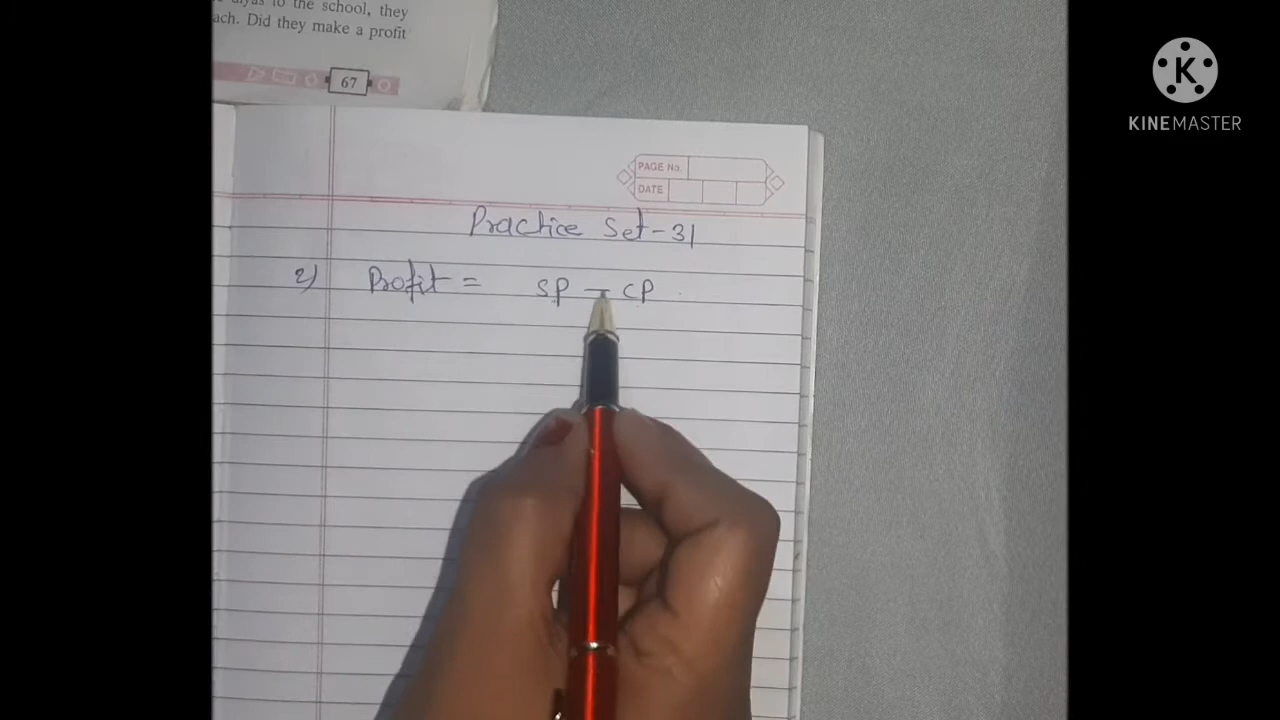 to the school, they
ach. Did they make a profit
67
K
KINEMASTER
PAGE No.
DATE
Practice Set-31
2) Profit = SP - CP